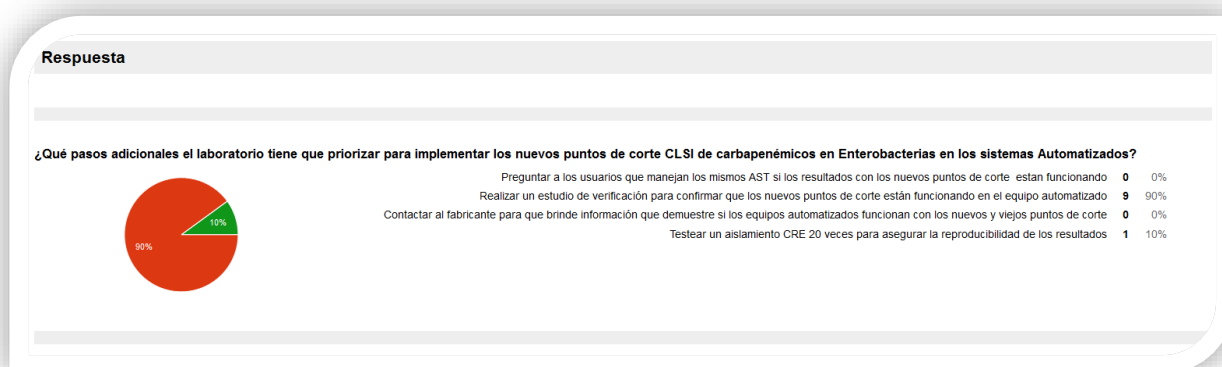 Respuesta
¿Qué pasos adicionales el laboratorio tiene que priorizar para implementar los nuevos puntos de corte CLSI de carbapenémicos en Enterobacterias en los sistemas Automatizados?
Preguntar a los usuarios que manejan los mismos AST si los resultados con los nuevos puntos de corte estan funcionando 0 0%
Realizar un estudio de verificación para confirmar que los nuevos puntos de corte están funcionando en el equipo automatizado 9 90%
Contactar al fabricante para que brinde información que demuestre si los equipos automatizados funcionan con los nuevos y viejos puntos de corte 0 0%
Testear un aislamiento CRE 20 veces para asegurar la reproducibilidad de los resultados 1 10%
10%
90%